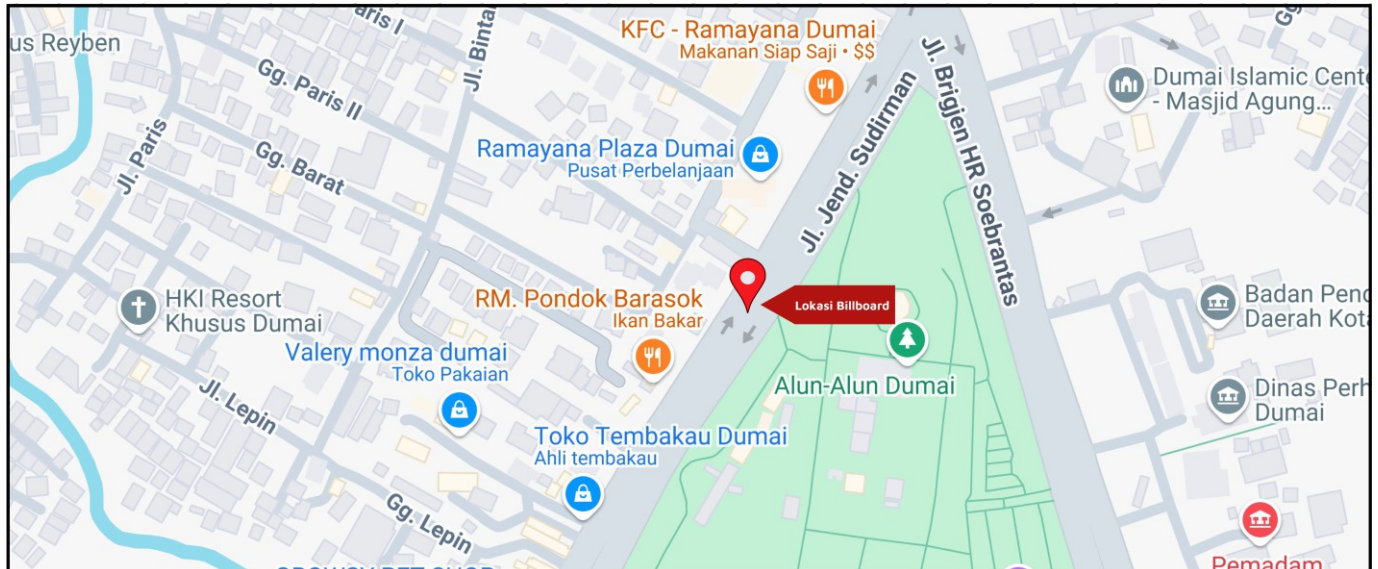 us Reyben
Gg. Paris I
Jl. Bintan
KFC - Ramayana Dumai
Makanan Siap Saji • $$
Gg. Paris II
Jl. Paris
Gg. Barat
Ramayana Plaza Dumai
Pusat Perbelanjaan
Jl. Jend. Sudirman
Jl. Brigjen HR Soebrantas
Gg
Dumai Islamic Cente
- Masjid Agung...
HKI Resort
Khusus Dumai
RM. Pondok Barasok
Ikan Bakar
Lokasi Billboard
Badan Pend
Daerah Kota
Valery monza dumai
Toko Pakaian
Alun-Alun Dumai
Dinas Perh
Dumai
Jl. Lepin
Toko Tembakau Dumai
Ahli tembakau
Gg. Lepin
Pemadam